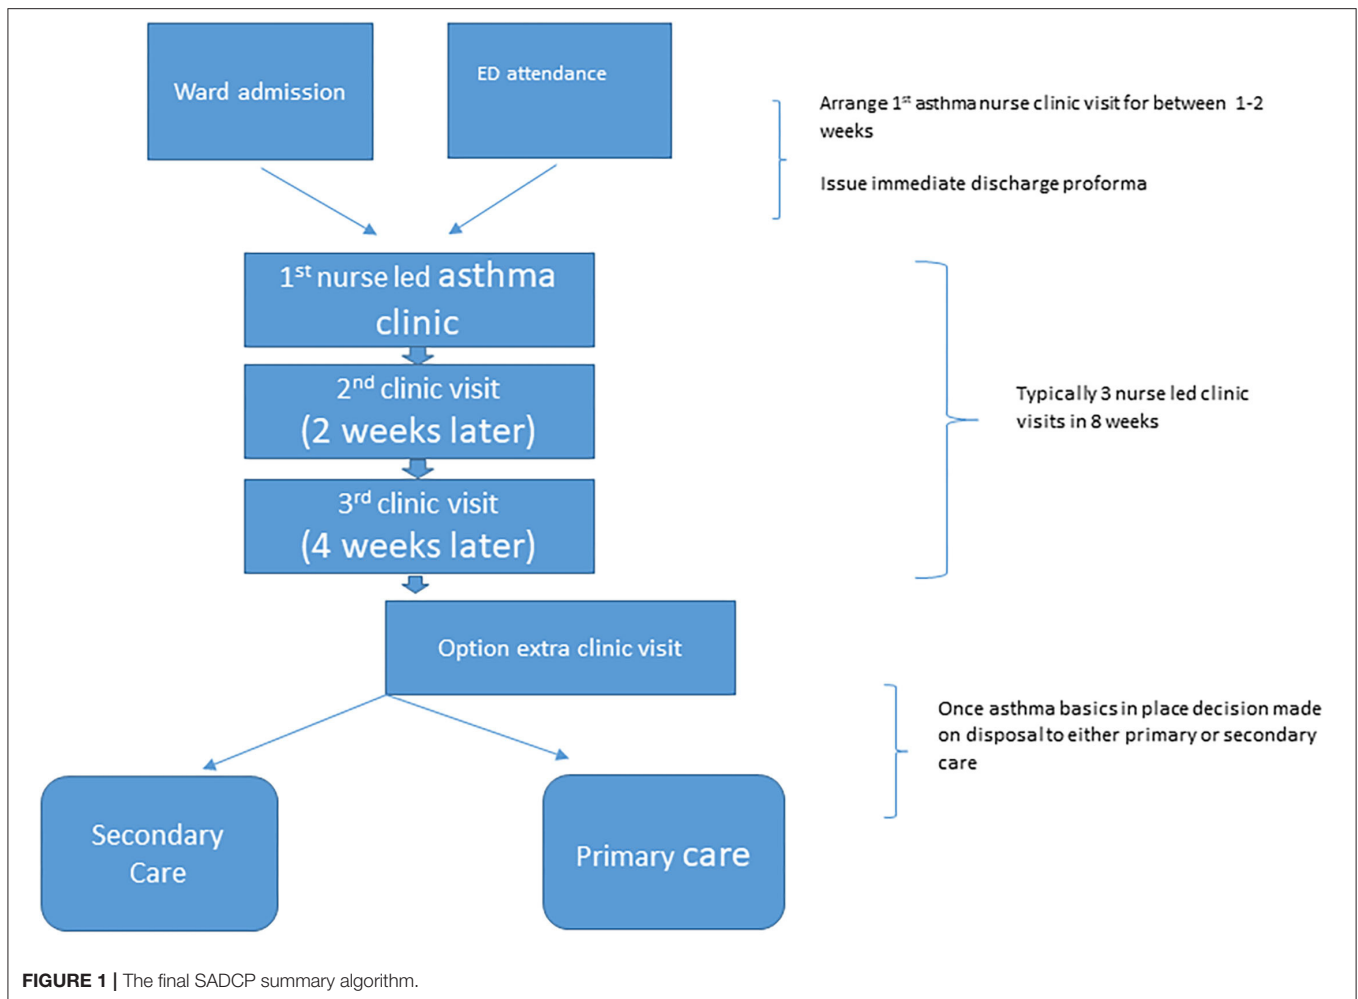 Ward admission
ED attendance
Arrange 1st asthma nurse clinic visit for between 1-2
weeks
Issue immediate discharge proforma
1st nurse led asthma
clinic
2nd clinic visit
(2 weeks later)
3rd clinic visit
(4 weeks later)
Typically 3 nurse led clinic
visits in 8 weeks
Option extra clinic visit
Once asthma basics in place decision made
on disposal to either primary or secondary
care
Secondary
Care
Primary care
FIGURE 1 | The final SADCP summary algorithm.